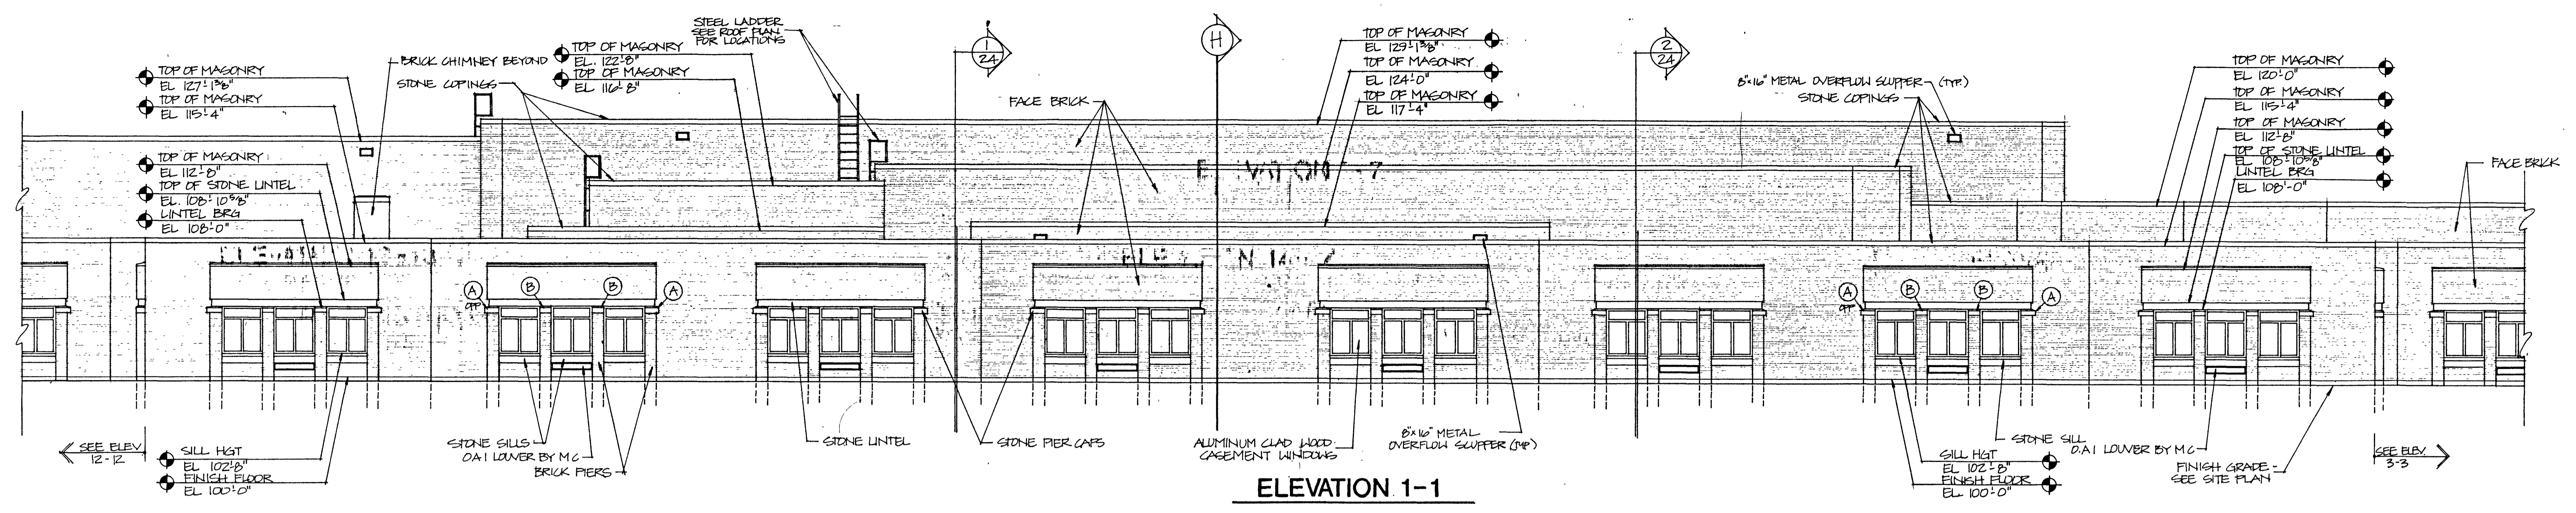 TOP OF MASONRY
EL 127'-1 3/8"
TOP OF MASONRY
EL 115'-4"
TOP OF MASONRY
EL 112'-8"
TOP OF STONE LINTEL
EL. 108'-10 5/8"
LINTEL BRG
EL 108'-0"
BRICK CHIMNEY BEYOND
STONE COPINGS
TOP OF MASONRY
EL. 122'-8"
TOP OF MASONRY
EL 116'-8"
STEEL LADDER
SEE ROOF PLAN
FOR LOCATIONS
1
24
FACE BRICK
H
TOP OF MASONRY
EL 129'-1 3/8"
TOP OF MASONRY
EL 124'-0"
TOP OF MASONRY
EL 117'-4"
2
24
8"x16" METAL OVERFLOW SCUPPER (TYP.)
STONE COPINGS
TOP OF MASONRY
EL 120'-0"
TOP OF MASONRY
EL 115'-4"
TOP OF MASONRY
EL 112'-8"
TOP OF STONE LINTEL
EL 108'-10 5/8"
LINTEL BRG
EL 108'-0"
FACE BRICK
A
OPP
B
B
A
A
OPP
B
B
A
SEE ELEV.
12-12
SILL HGT
EL 102'-8"
FINISH FLOOR
EL 100'-0"
STONE SILLS
O.A.I LOUVER BY M.C.
BRICK PIERS
STONE LINTEL
STONE PIER CAPS
ALUMINUM CLAD WOOD
CASEMENT WINDOWS
8"x16" METAL
OVERFLOW SCUPPER (TYP)
STONE SILL
O.A.I LOUVER BY M.C.
SILL HGT
EL 102'-8"
FINISH FLOOR
EL 100'-0"
FINISH GRADE -
SEE SITE PLAN
SEE ELEV.
3-3
ELEVATION 1-1